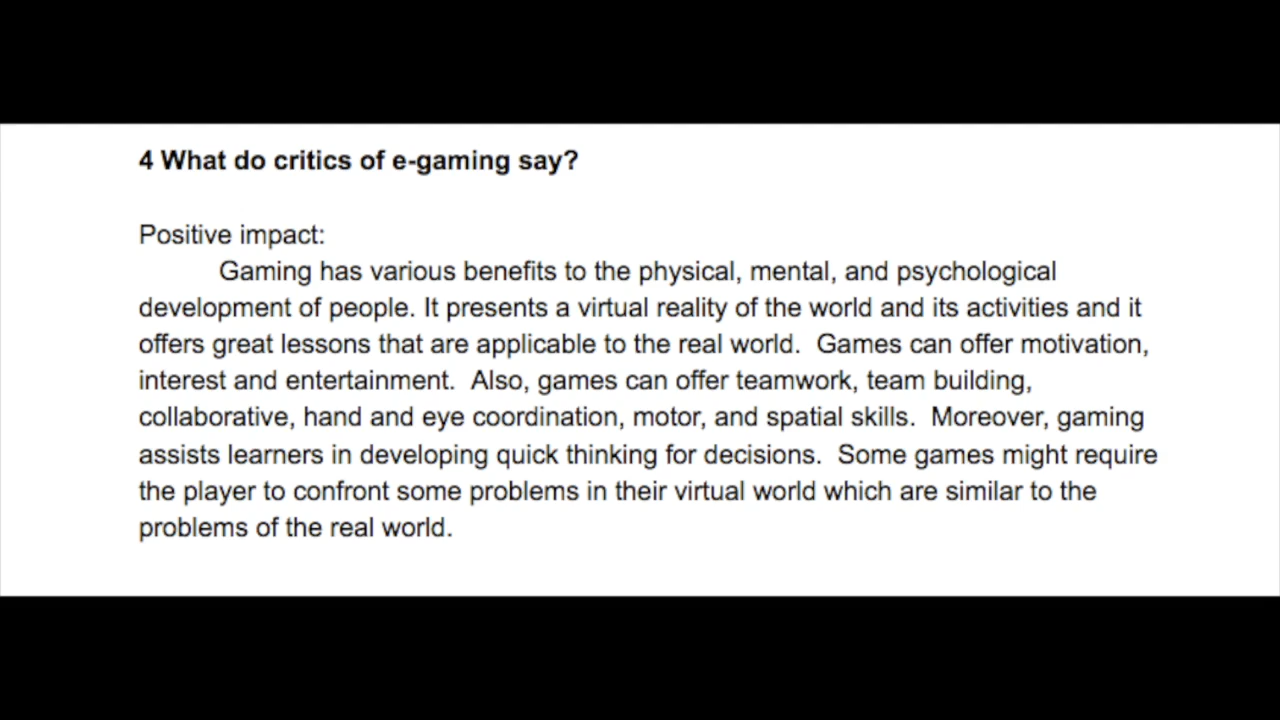 4 What do critics of e-gaming say?
Positive impact:
Gaming has various benefits to the physical, mental, and psychological
development of people. It presents a virtual reality of the world and its activities and it
offers great lessons that are applicable to the real world.  Games can offer motivation,
interest and entertainment.  Also, games can offer teamwork, team building,
collaborative, hand and eye coordination, motor, and spatial skills.  Moreover, gaming
assists learners in developing quick thinking for decisions.  Some games might require
the player to confront some problems in their virtual world which are similar to the
problems of the real world.